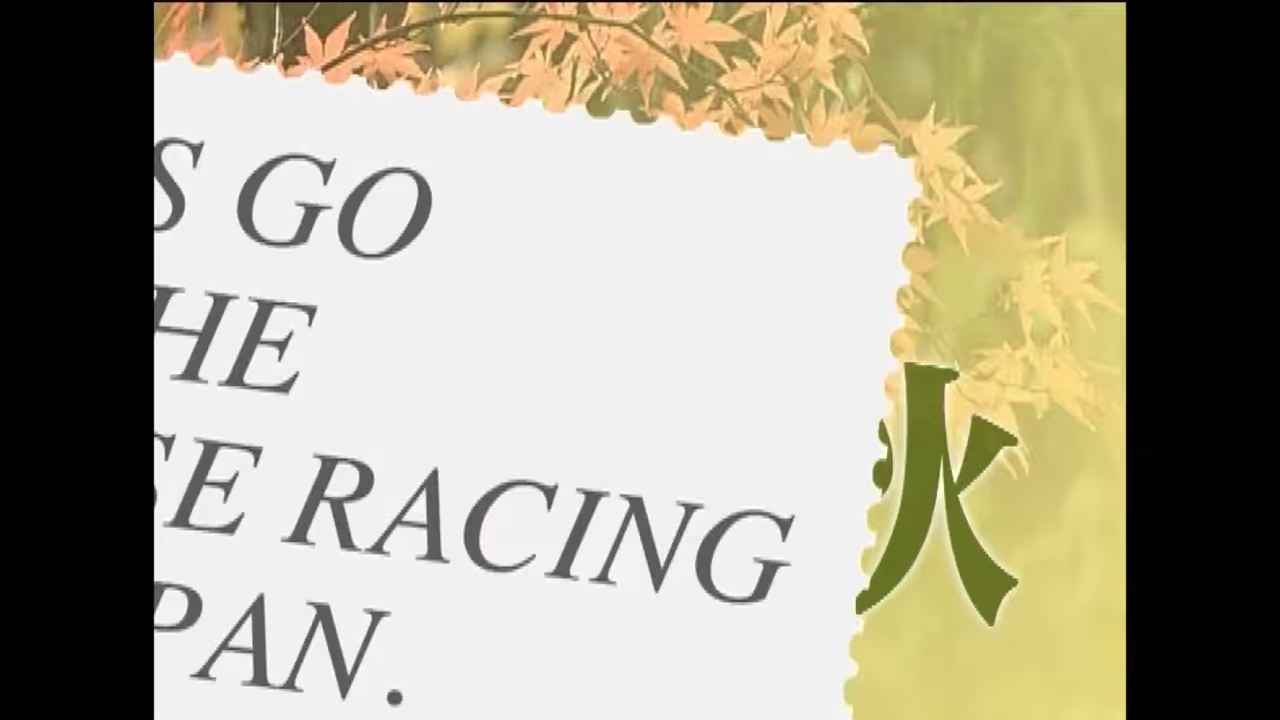 S GO
HE
SE RACING
PAN.
火